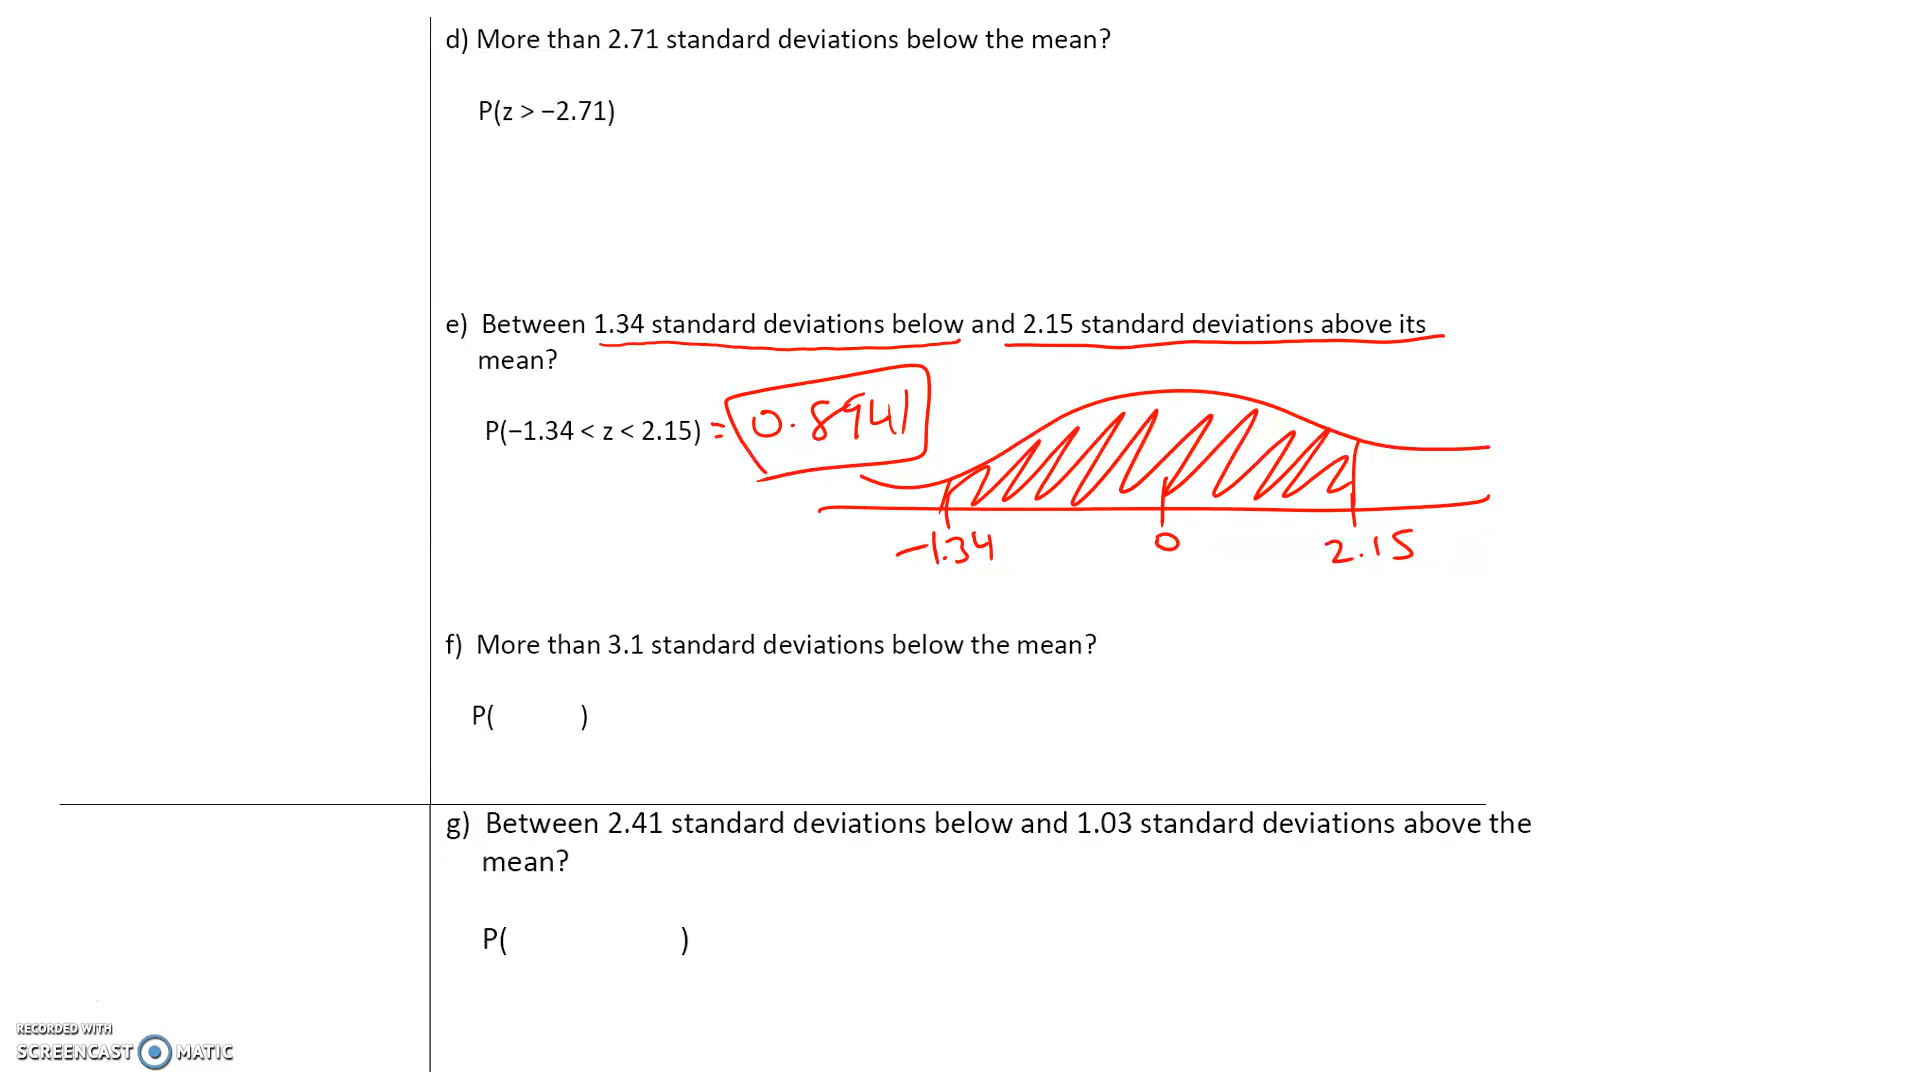 d) More than 2.71 standard deviations below the mean?
P(z > −2.71)
e) Between 1.34 standard deviations below and 2.15 standard deviations above its
mean?
P(−1.34 < z < 2.15) = 0.8941
-1.34 0 2.15
f) More than 3.1 standard deviations below the mean?
P( )
g) Between 2.41 standard deviations below and 1.03 standard deviations above the
mean?
P( )
RECORDED WITH
SCREENCAST MATIC